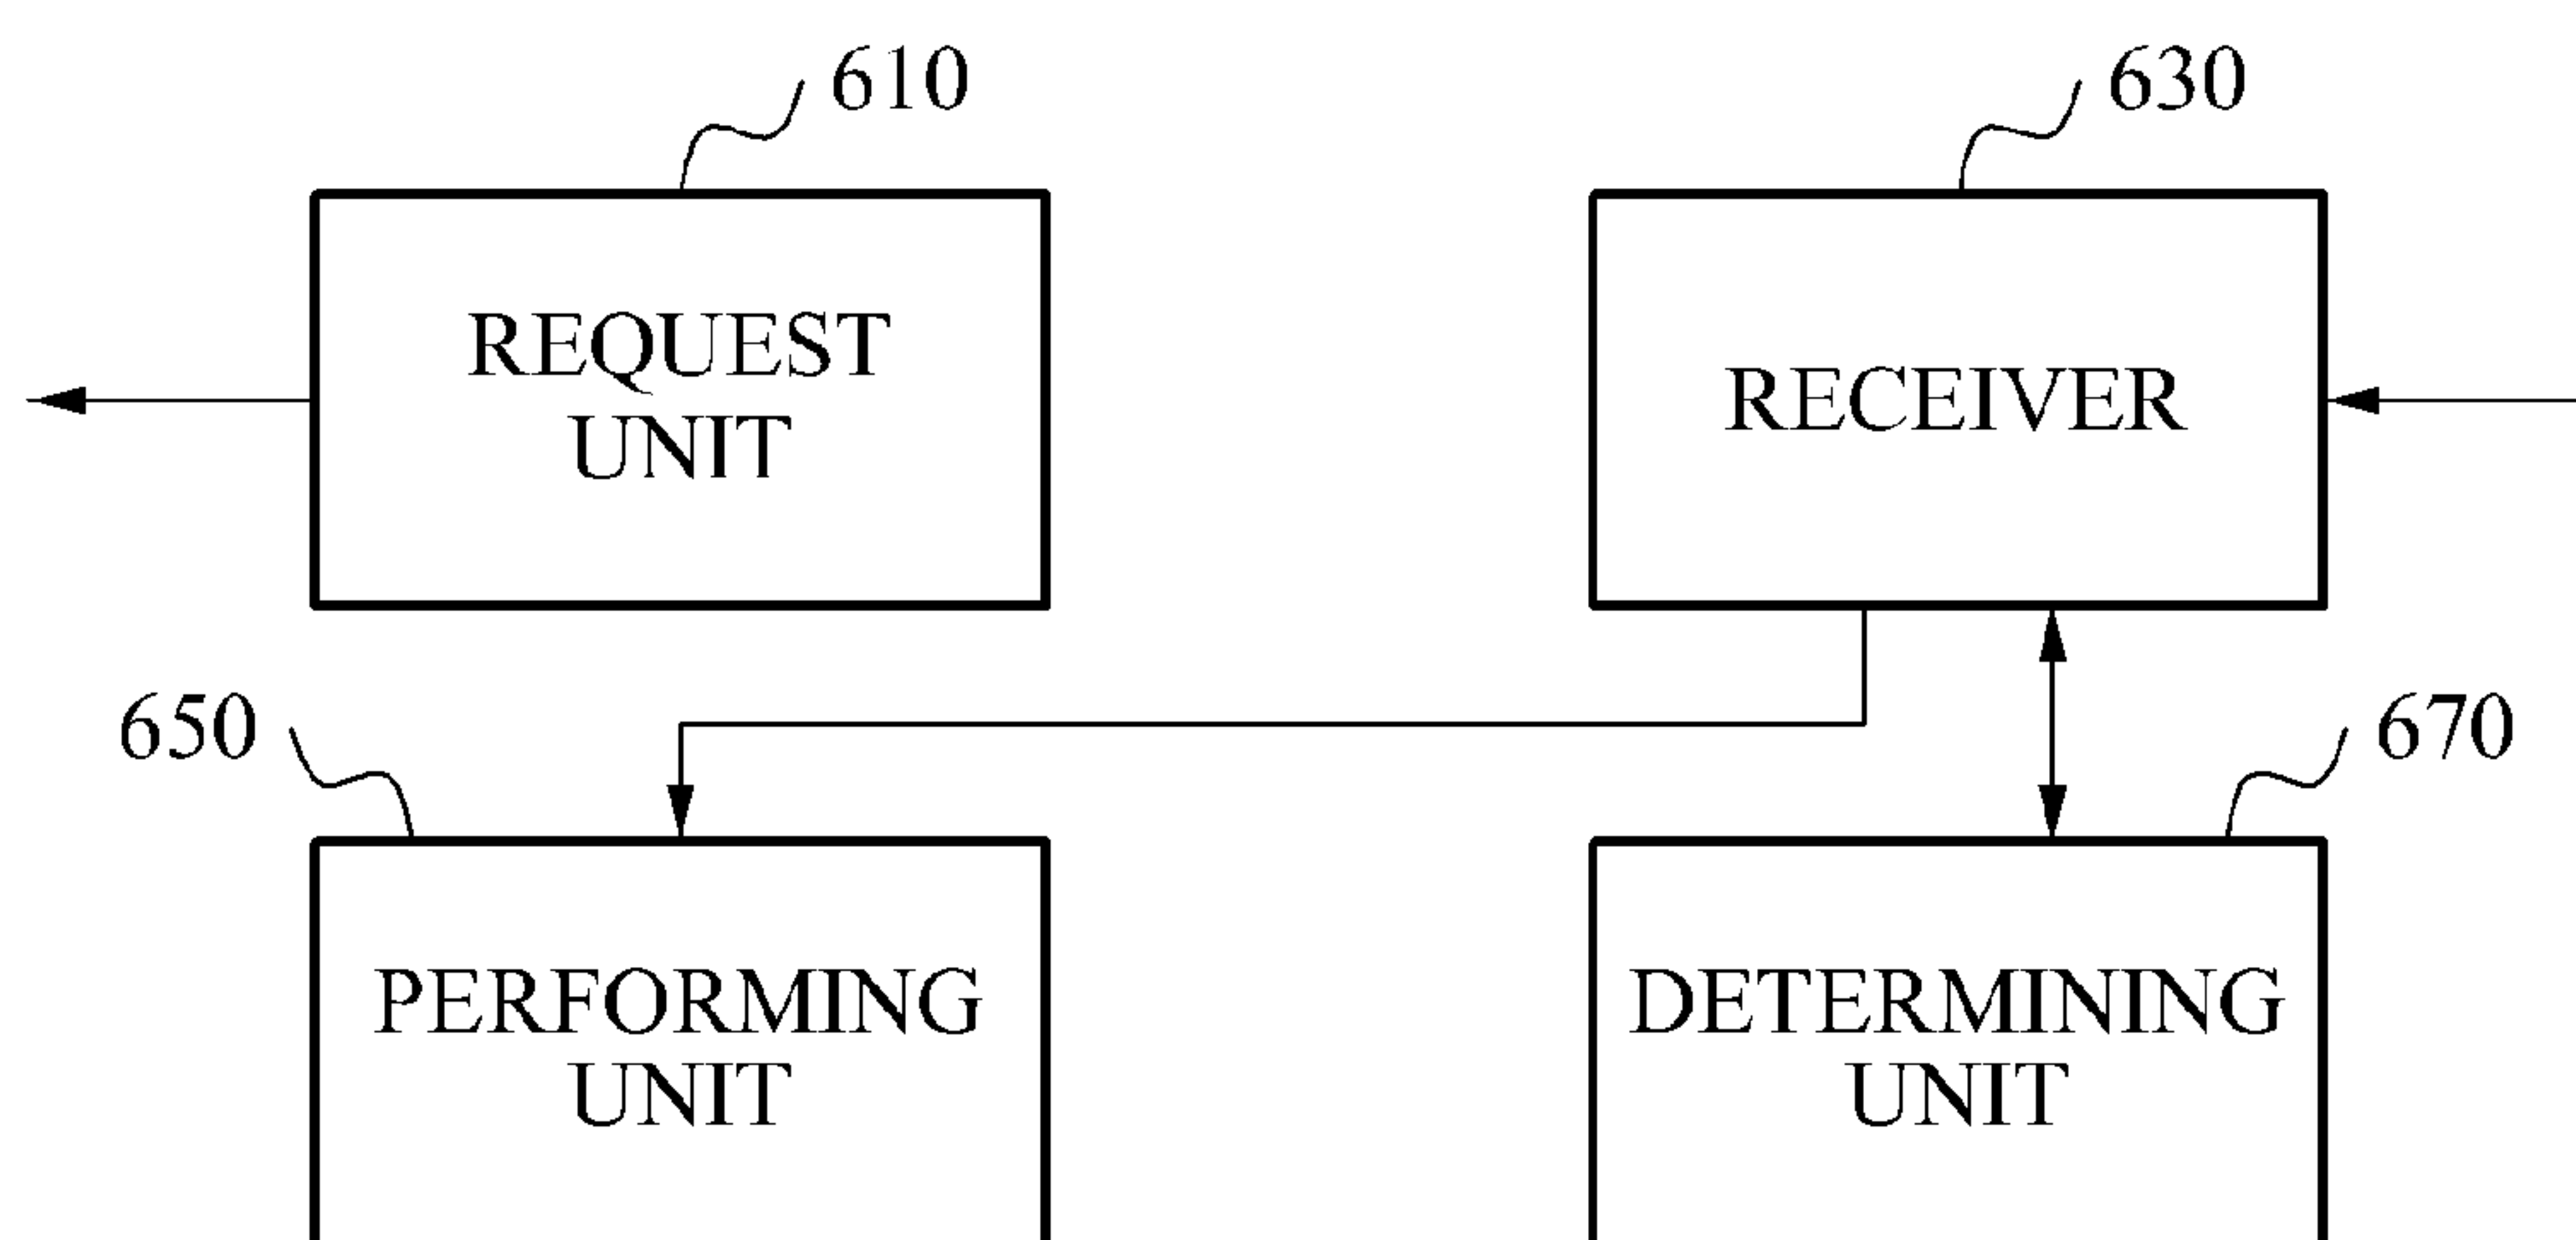 610
630
REQUEST
UNIT
RECEIVER
650
670
PERFORMING
UNIT
DETERMINING
UNIT